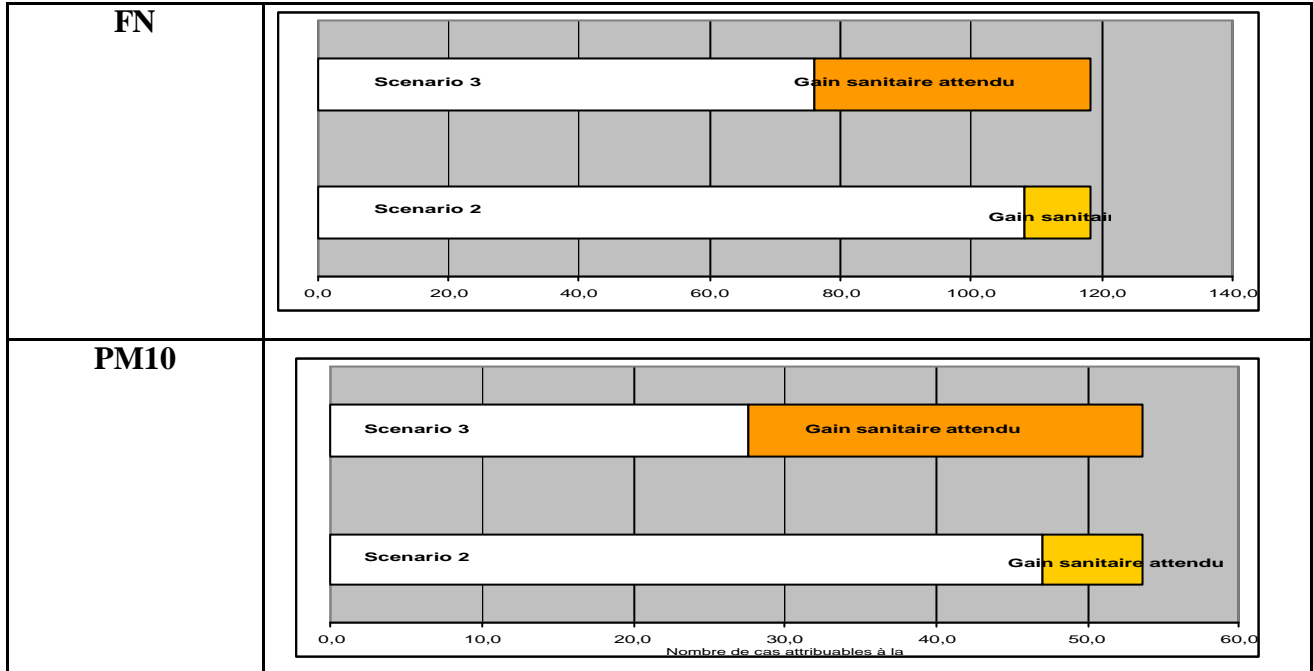 FN
Scenario 3
Gain sanitaire attendu
Scenario 2
Gain sanitair
0,0 20,0 40,0 60,0 80,0 100,0 120,0 140,0
PM10
Scenario 3
Gain sanitaire attendu
Scenario 2
Gain sanitaire attendu
0,0 10,0 20,0 30,0 40,0 50,0 60,0
Nombre de cas attribuables à la